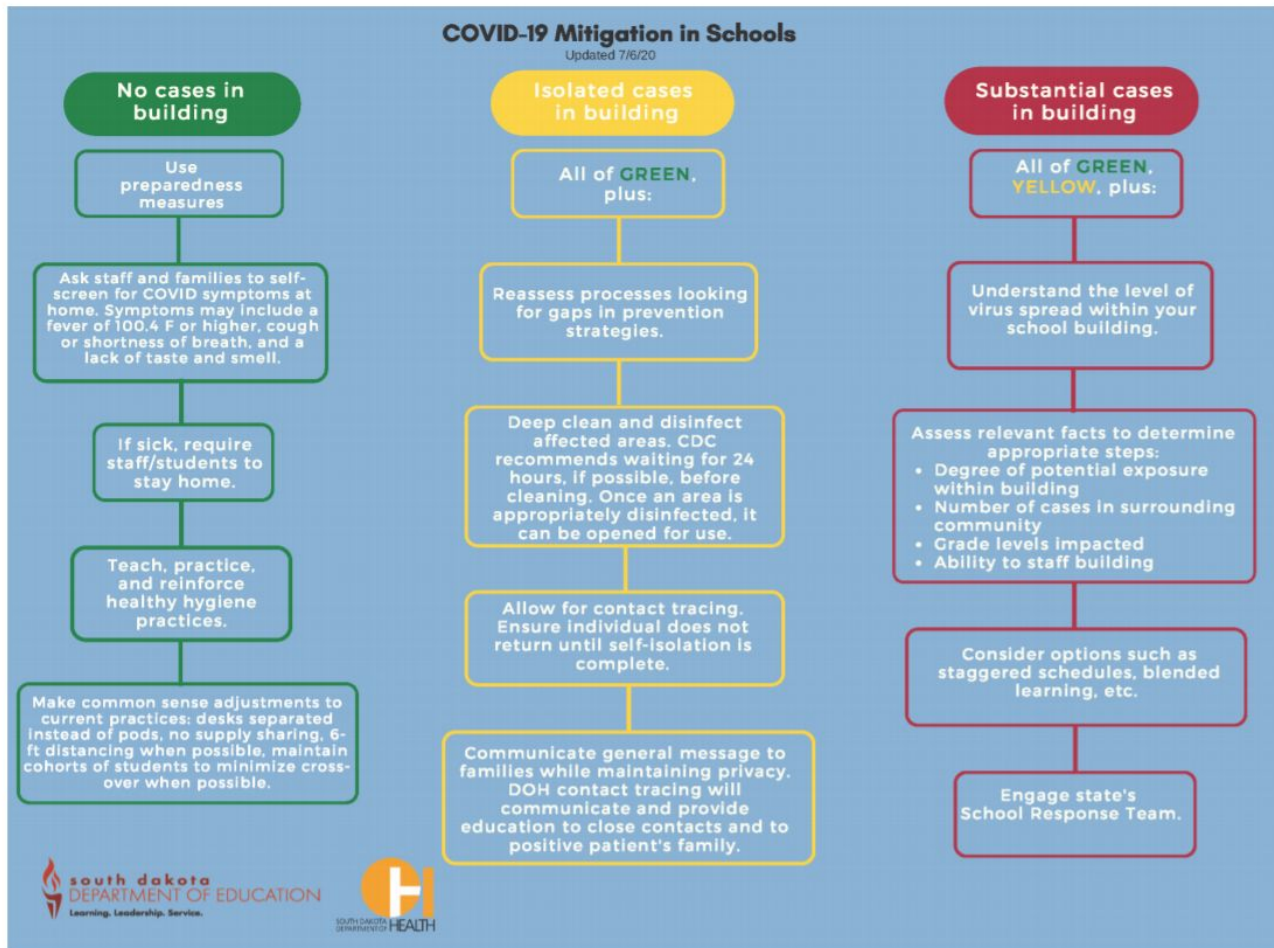 COVID-19 Mitigation in Schools
Updated 7/6/20
No cases in
building
Use
preparedness
measures
Ask staff and families to self-
screen for COVID symptoms at
home. Symptoms may include a
fever of 100.4 F or higher, cough
or shortness of breath, and a
lack of taste and smell.
If sick, require
staff/students to
stay home.
Teach, practice,
and reinforce
healthy hygiene
practices.
Make common sense adjustments to
current practices: desks separated
instead of pods, no supply sharing, 6-
ft distancing when possible, maintain
cohorts of students to minimize cross-
over when possible.
Isolated cases
in building
All of GREEN,
plus:
Reassess processes looking
for gaps in prevention
strategies.
Deep clean and disinfect
affected areas. CDC
recommends waiting for 24
hours, if possible, before
cleaning. Once an area is
appropriately disinfected, it
can be opened for use.
Allow for contact tracing.
Ensure individual does not
return until self-isolation is
complete.
Communicate general message to
families while maintaining privacy.
DOH contact tracing will
communicate and provide
education to close contacts and to
positive patient's family.
Substantial cases
in building
All of GREEN,
YELLOW, plus:
Understand the level of
virus spread within your
school building.
Assess relevant facts to determine
appropriate steps:
• Degree of potential exposure
within building
• Number of cases in surrounding
community
• Grade levels impacted
• Ability to staff building
Consider options such as
staggered schedules, blended
learning, etc.
Engage state's
School Response Team.
south dakota
DEPARTMENT OF EDUCATION
Learning. Leadership. Service.
SOUTH DAKOTA
DEPARTMENT OF HEALTH